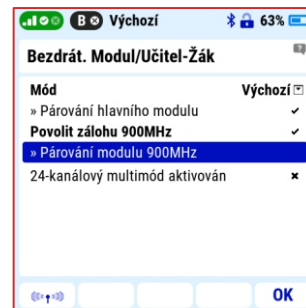 B Výchozí 63%
Bezdrát. Modul/Učitel-Žák
Mód Výchozí
» Párování hlavního modulu
Povolit zálohu 900MHz
» Párování modulu 900MHz
24-kanálový multimód aktivován
OK